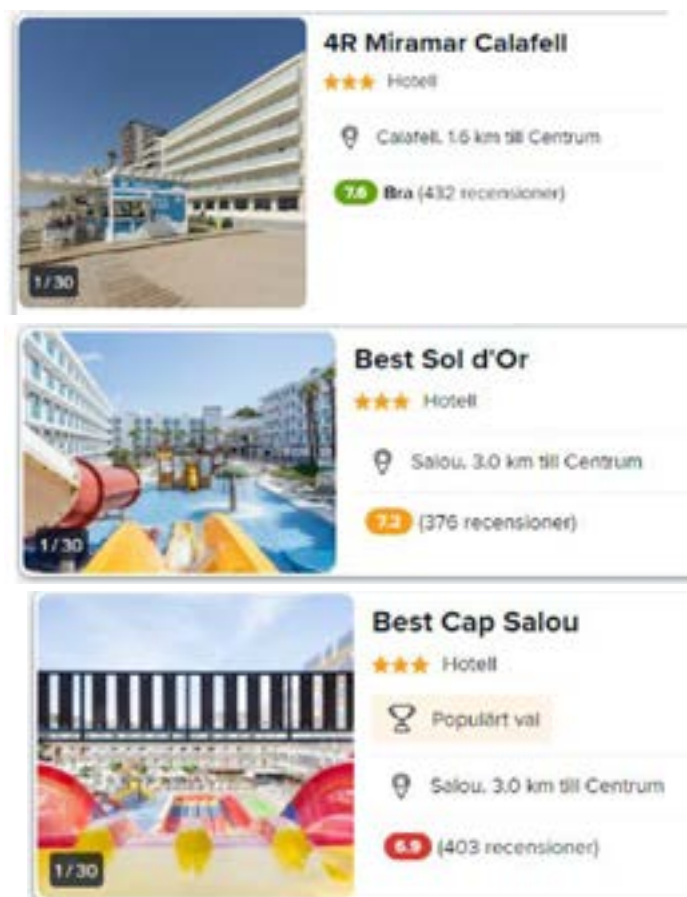 4R Miramar Calafell
Hotell
Calafell, 1.6 km till Centrum
7.6 Bra (432 recensioner)
1/30
Best Sol d'Or
Hotell
Salou, 3.0 km till Centrum
7.2 (376 recensioner)
1/30
Best Cap Salou
Hotell
Populärt val
Salou, 3.0 km till Centrum
6.9 (403 recensioner)
1/30